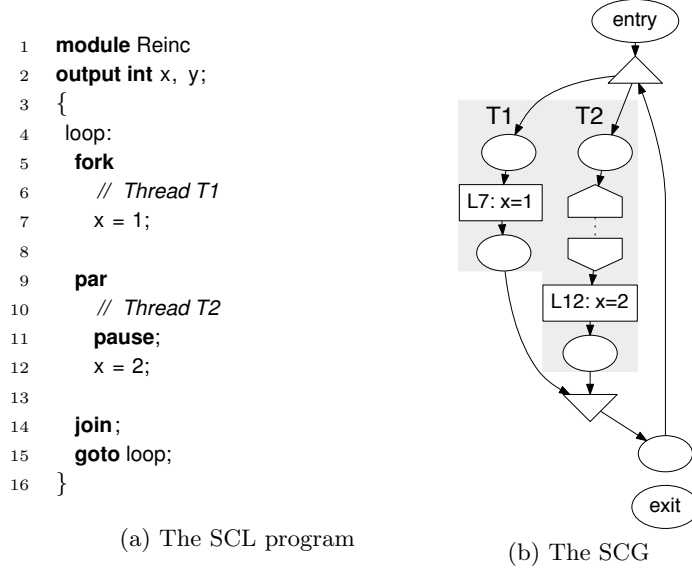 1 module Reinc
2 output int x, y;
3 {
4 loop:
5 fork
6 // Thread T1
7 x = 1;
8
9 par
10 // Thread T2
11 pause;
12 x = 2;
13
14 join;
15 goto loop;
16 }
(a) The SCL program
entry
T1 T2
L7: x=1
L12: x=2
exit
(b) The SCG